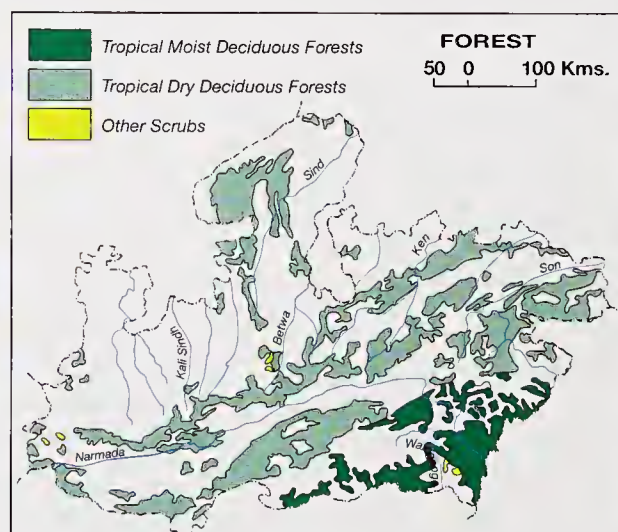 Tropical Moist Deciduous Forests
Tropical Dry Deciduous Forests
Other Scrubs
FOREST
50 0 100 Kms.
Sind
Ken
Son
Betwa
Kali Sindh
Narmada